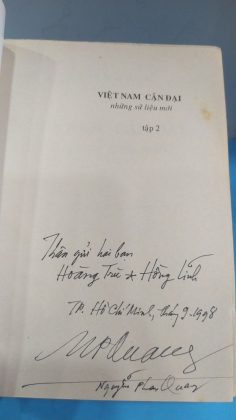 VIỆT NAM CẬN ĐẠI
những sử liệu mới
tập 2
Thân gửi hai bạn
Hoàng Trúc * Hồng Lĩnh
TP. Hồ Chí Minh, tháng 9.1998
NPQuang
Nguyễn Phan Quang